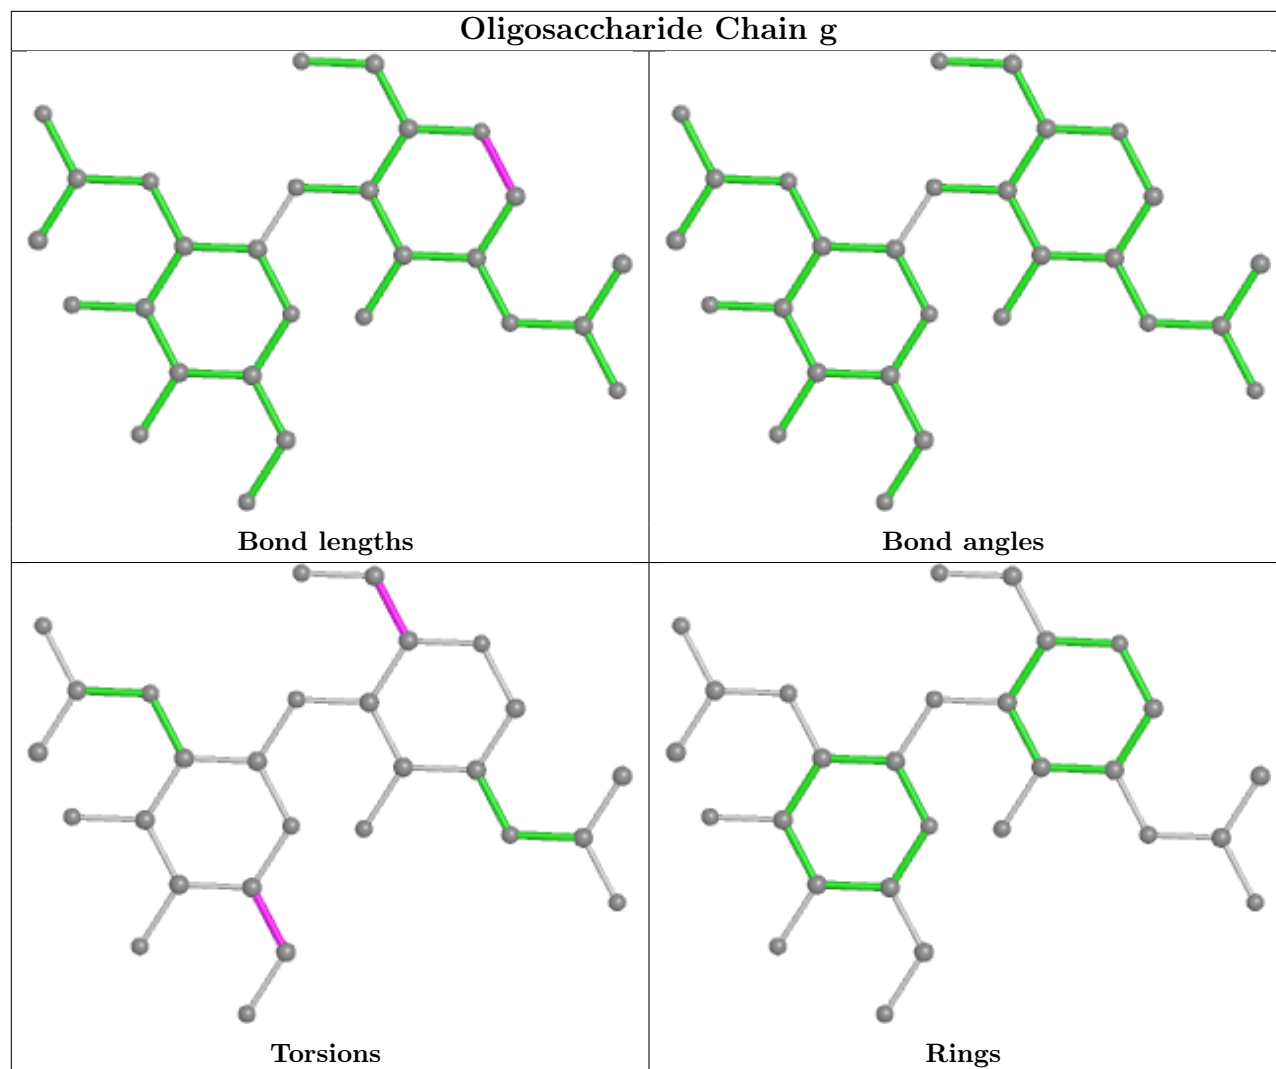 Oligosaccharide Chain g
Bond lengths
Bond angles
Torsions
Rings